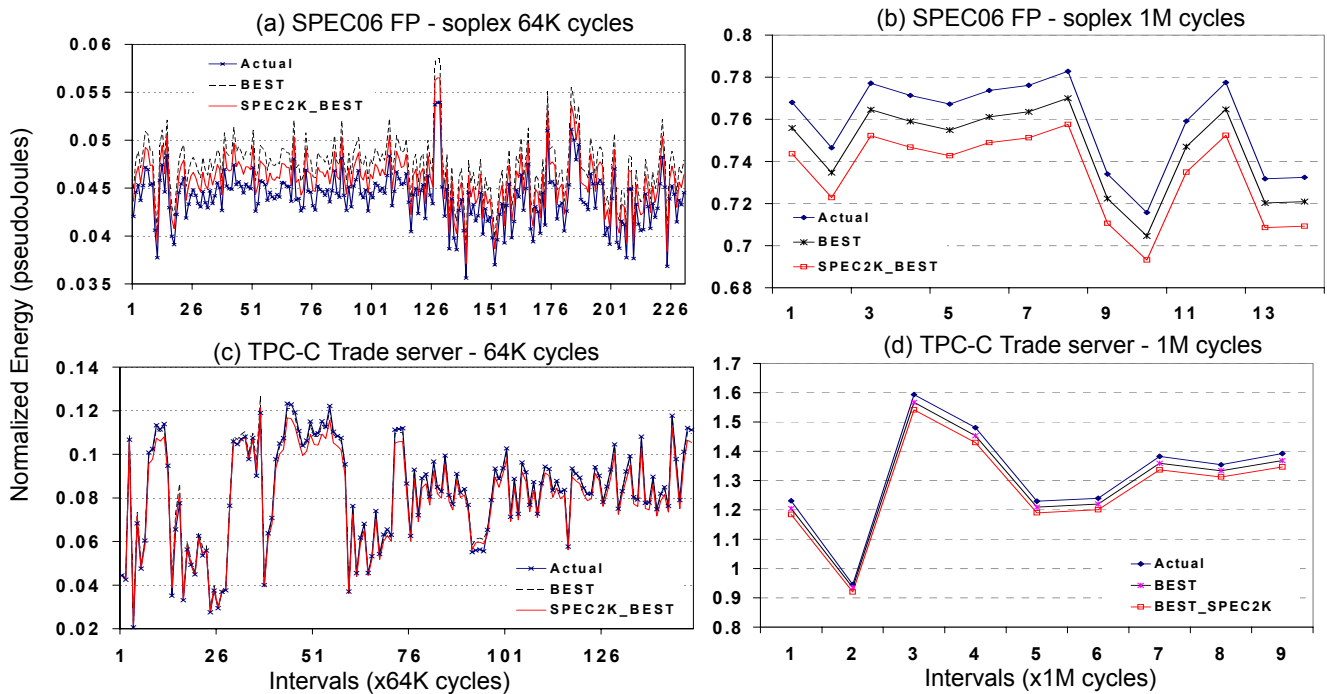 (a) SPEC06 FP - soplex 64K cycles
0.06
0.055
0.05
0.045
0.04
0.035
Actual
BEST
SPEC2K_BEST
1 26 51 76 101 126 151 176 201 226
(b) SPEC06 FP - soplex 1M cycles
0.8
0.78
0.76
0.74
0.72
0.7
0.68
Actual
BEST
SPEC2K_BEST
1 3 5 7 9 11 13
Normalized Energy (pseudoJoules)
(c) TPC-C Trade server - 64K cycles
0.14
0.12
0.1
0.08
0.06
0.04
0.02
Actual
BEST
SPEC2K_BEST
1 26 51 76 101 126
Intervals (x64K cycles)
(d) TPC-C Trade server - 1M cycles
1.7
1.6
1.5
1.4
1.3
1.2
1.1
1
0.9
0.8
Actual
BEST
BEST_SPEC2K
1 2 3 4 5 6 7 8 9
Intervals (x1M cycles)